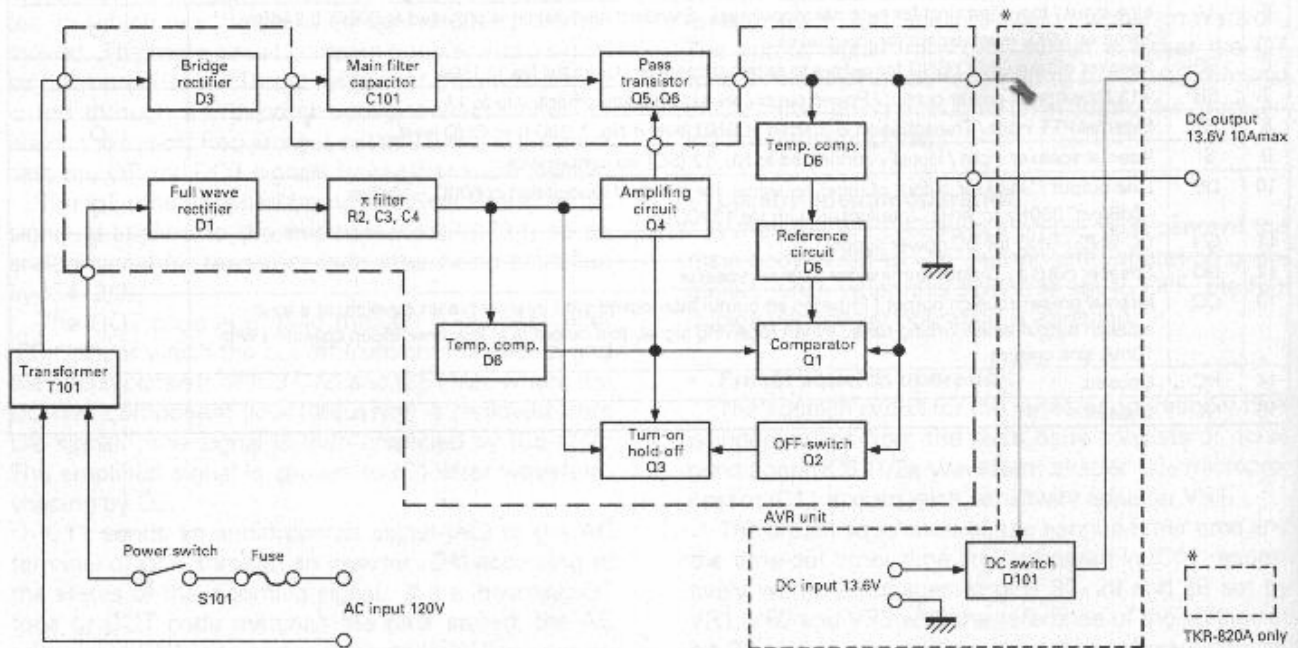 *
Bridge
rectifier
D3
Main filter
capacitor
C101
Pass
transistor
Q5, Q6
DC output
13.6V 10Amax
Temp. comp.
D6
Full wave
rectifier
D1
x filter
R2, C3, C4
Amplifing
circuit
Q4
Reference
circuit
D5
Temp. comp.
D6
Comparator
Q1
Transformer
T101
Turn-on
hold-off
Q3
OFF-switch
Q2
AVR unit
Power switch
Fuse
S101
AC input 120V
DC input 13.6V
DC switch
D101
*
TKR-820A only